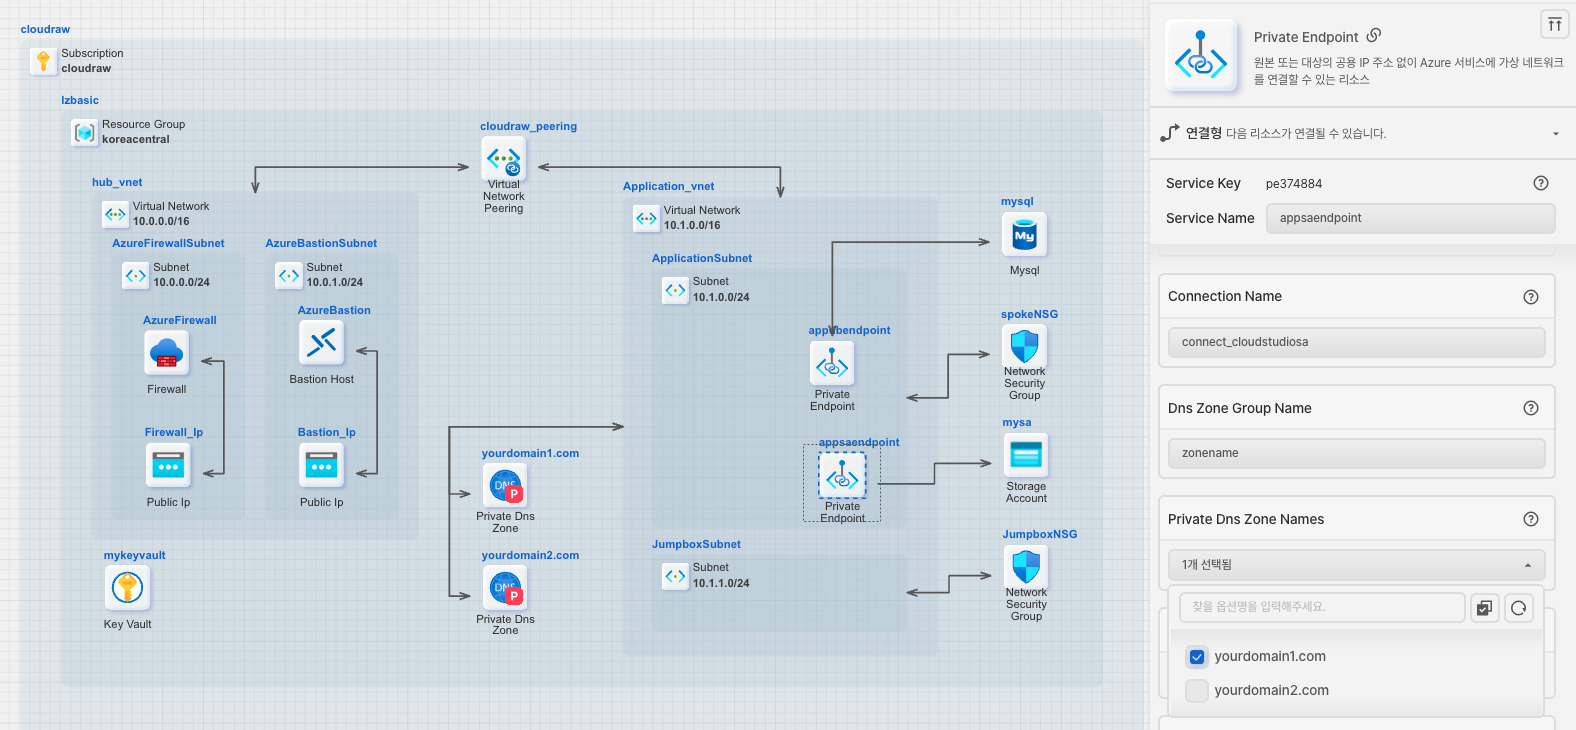 cloudraw
Subscription
cloudraw
lzbasic
Resource Group
koreacentral
cloudraw_peering
Virtual
Network
Peering
hub_vnet
Virtual Network
10.0.0.0/16
AzureFirewallSubnet
Subnet
10.0.0.0/24
AzureFirewall
Firewall
Firewall_Ip
Public Ip
AzureBastionSubnet
Subnet
10.0.1.0/24
AzureBastion
Bastion Host
Bastion_Ip
Public Ip
mykeyvault
Key Vault
yourdomain1.com
DNS
P
Private Dns
Zone
yourdomain2.com
DNS
P
Private Dns
Zone
Application_vnet
Virtual Network
10.1.0.0/16
ApplicationSubnet
Subnet
10.1.0.0/24
Private
Endpoint
appsaendpoint
Private
Endpoint
JumpboxSubnet
Subnet
10.1.1.0/24
mysql
My
Mysql
spokeNSG
Network
Security
Group
mysa
Storage
Account
JumpboxNSG
Network
Security
Group
Private Endpoint
원본 또는 대상의 공용 IP 주소 없이 Azure 서비스에 가상 네트워크
를 연결할 수 있는 리소스
연결형 다음 리소스가 연결될 수 있습니다.
Service Key pe374884
Service Name appsaendpoint
Connection Name
connect_cloudstudiosa
Dns Zone Group Name
zonename
Private Dns Zone Names
1개 선택됨
찾을 옵션명을 입력해주세요.
yourdomain1.com
yourdomain2.com